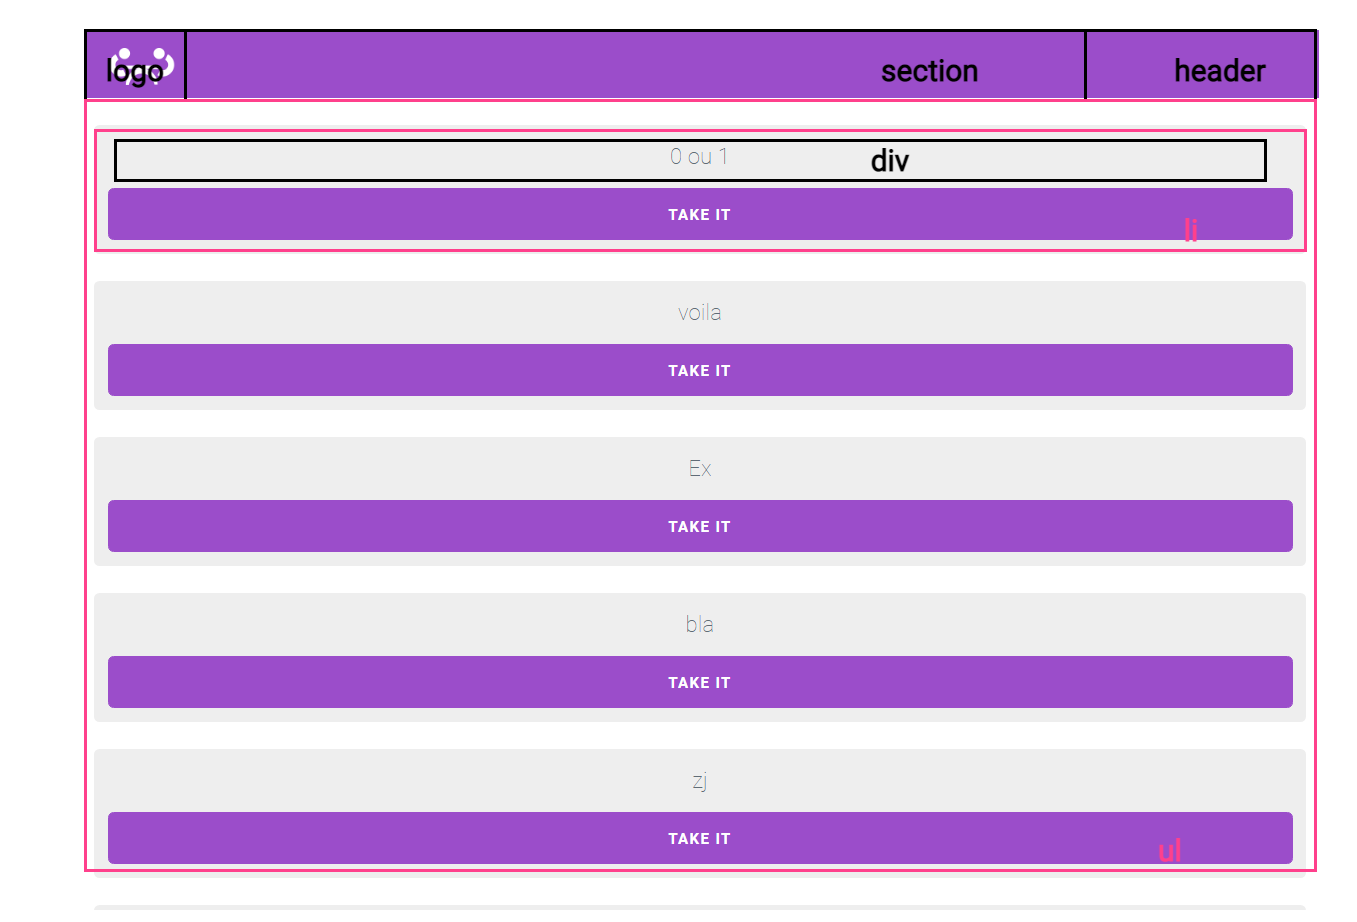 logo section header
0 ou 1 div
TAKE IT
li
voila
TAKE IT
Ex
TAKE IT
bla
TAKE IT
zj
TAKE IT
ul